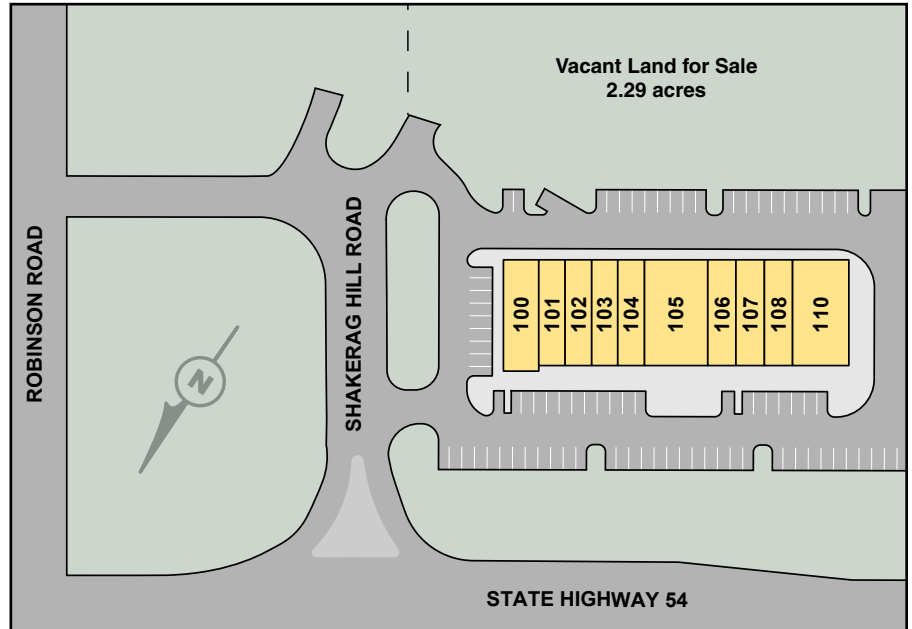 Vacant Land for Sale
2.29 acres
ROBINSON ROAD
SHAKERAG HILL ROAD
N
100
101
102
103
104
105
106
107
108
110
STATE HIGHWAY 54